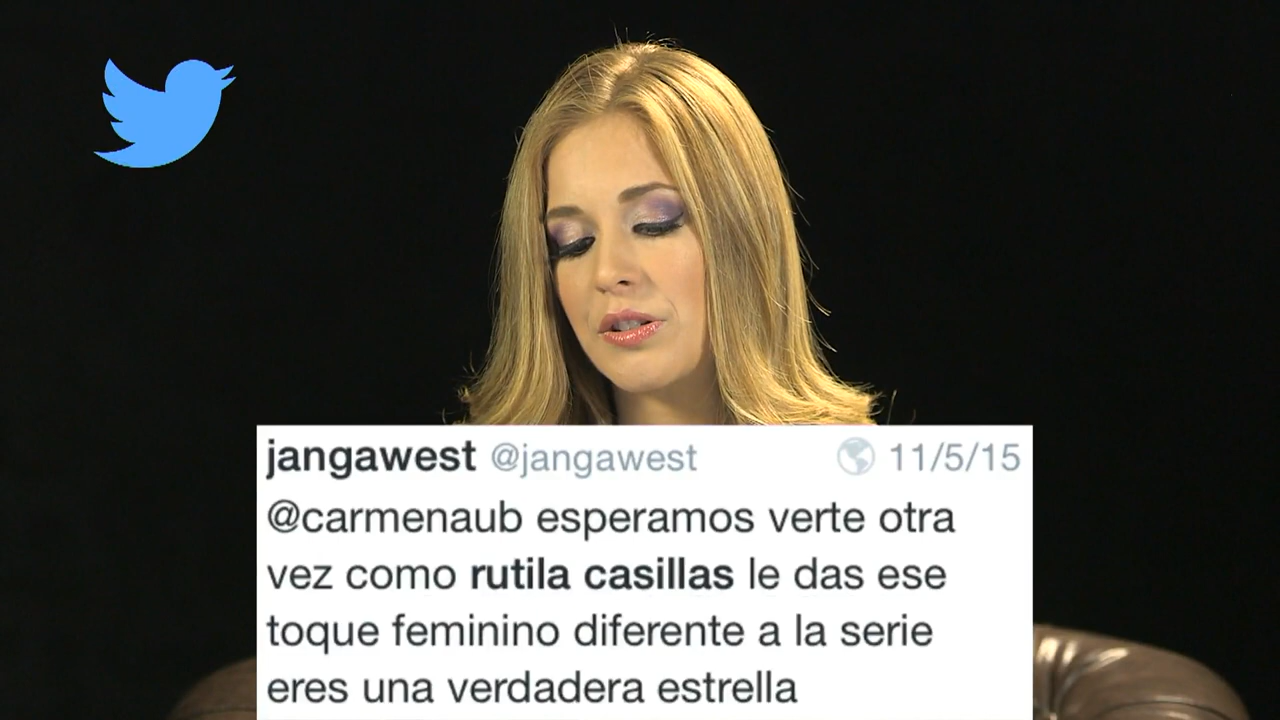 jangawest @jangawest 11/5/15
@carmenaub esperamos verte otra
vez como rutila casillas le das ese
toque feminino diferente a la serie
eres una verdadera estrella